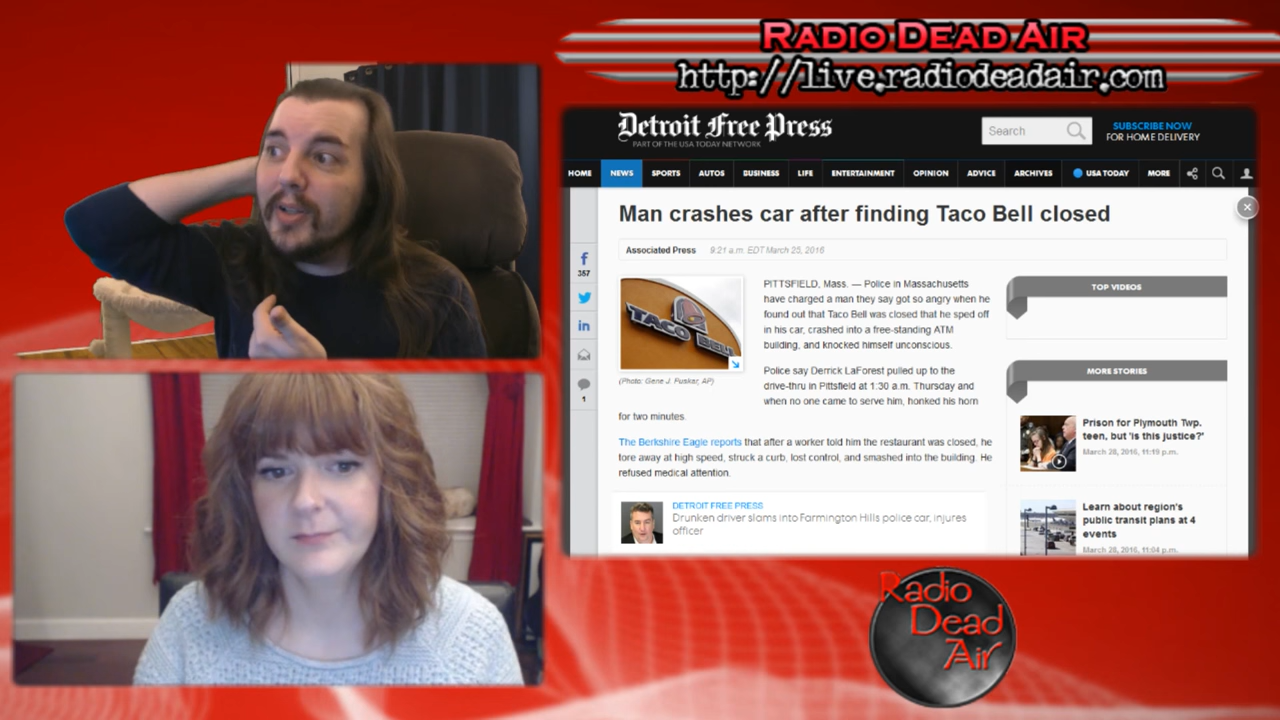 RADIO DEAD AIR
http://live.radiodeadair.com
Detroit Free Press
PART OF THE USA TODAY NETWORK
Search
SUBSCRIBE NOW
FOR HOME DELIVERY
HOME NEWS SPORTS AUTOS BUSINESS LIFE ENTERTAINMENT OPINION ADVICE ARCHIVES USA TODAY MORE
Man crashes car after finding Taco Bell closed
Associated Press 9:21 a.m. EDT March 25, 2016
357
1
TACO BELL
(Photo: Gene J. Puskar, AP)
PITTSFIELD, Mass. — Police in Massachusetts
have charged a man they say got so angry when he
found out that Taco Bell was closed that he sped off
in his car, crashed into a free-standing ATM
building, and knocked himself unconscious.
Police say Derrick LaForest pulled up to the
drive-thru in Pittsfield at 1:30 a.m. Thursday and
when no one came to serve him, honked his horn
for two minutes.
The Berkshire Eagle reports that after a worker told him the restaurant was closed, he
tore away at high speed, struck a curb, lost control, and smashed into the building. He
refused medical attention.
DETROIT FREE PRESS
Drunken driver slams into Farmington Hills police car, injures
officer
TOP VIDEOS
MORE STORIES
Prison for Plymouth Twp.
teen, but 'is this justice?'
March 28, 2016, 11:19 p.m.
Learn about region's
public transit plans at 4
events
March 28, 2016, 11:04 p.m.
Radio
Dead
Air